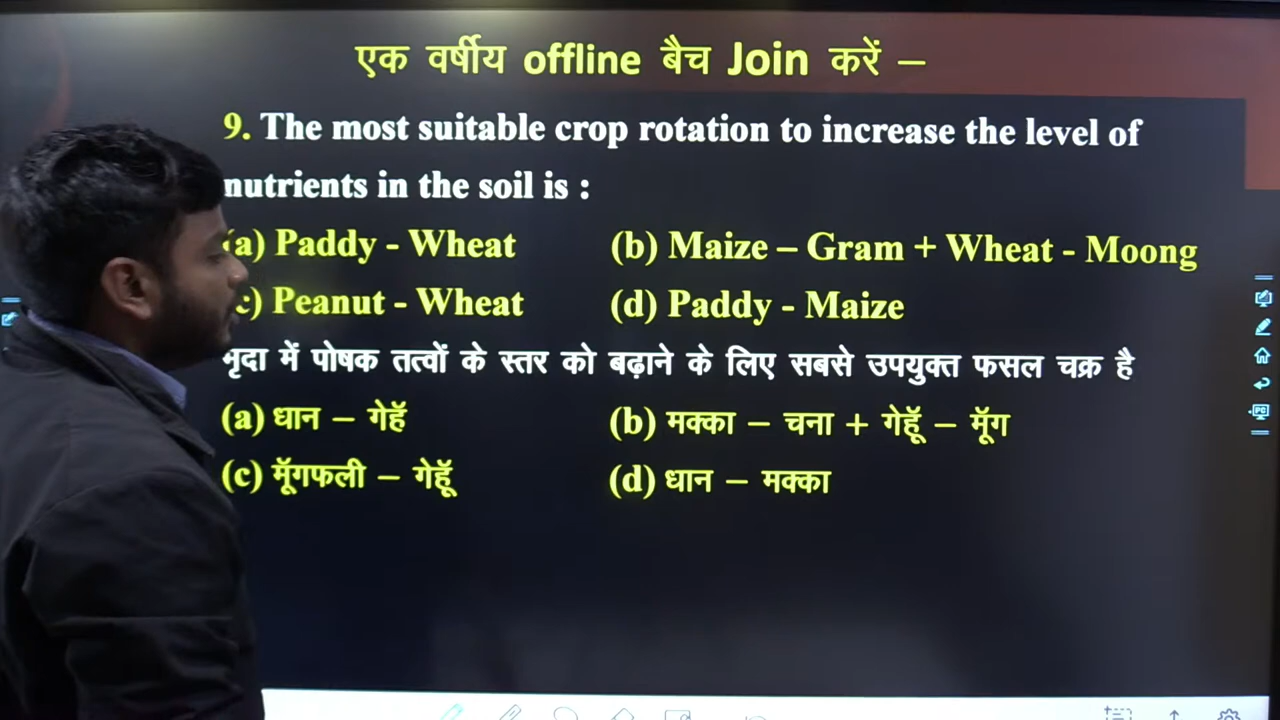 एक वर्षीय offline बैच Join करें –
9. The most suitable crop rotation to increase the level of
nutrients in the soil is :
(a) Paddy - Wheat (b) Maize – Gram + Wheat - Moong
c) Peanut - Wheat (d) Paddy - Maize
मृदा में पोषक तत्वों के स्तर को बढ़ाने के लिए सबसे उपयुक्त फसल चक्र है
(a) धान – गेहॅ (b) मक्का – चना + गेहूॅ – मूॅग
(c) मूॅगफली – गेहूॅ (d) धान – मक्का